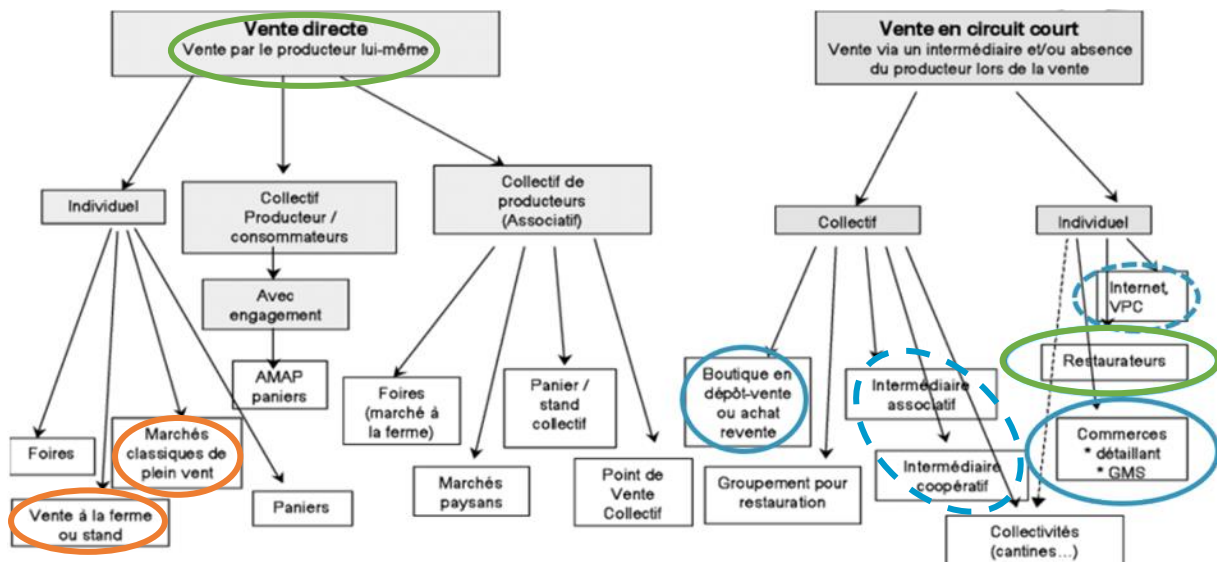 Vente directe
Vente par le producteur lui-même
Vente en circuit court
Vente via un intermédiaire et/ou absence
du producteur lors de la vente
Individuel
Collectif
Producteur /
consommateurs
Collectif de
producteurs
(Associatif)
Collectif
Individuel
Avec
engagement
Internet,
VPC
Restaurateurs
AMAP
paniers
Foires
(marché à
la ferme)
Panier /
stand
collectif
Boutique en
dépôt-vente
ou achat
revente
Intermédiaire
associatif
Foires
Marchés
classiques de
plein vent
Commerces
* détaillant
* GMS
Vente à la ferme
ou stand
Paniers
Marchés
paysans
Point de
Vente
Collectif
Groupement pour
restauration
Intermédiaire
coopératif
Collectivités
(cantines...)